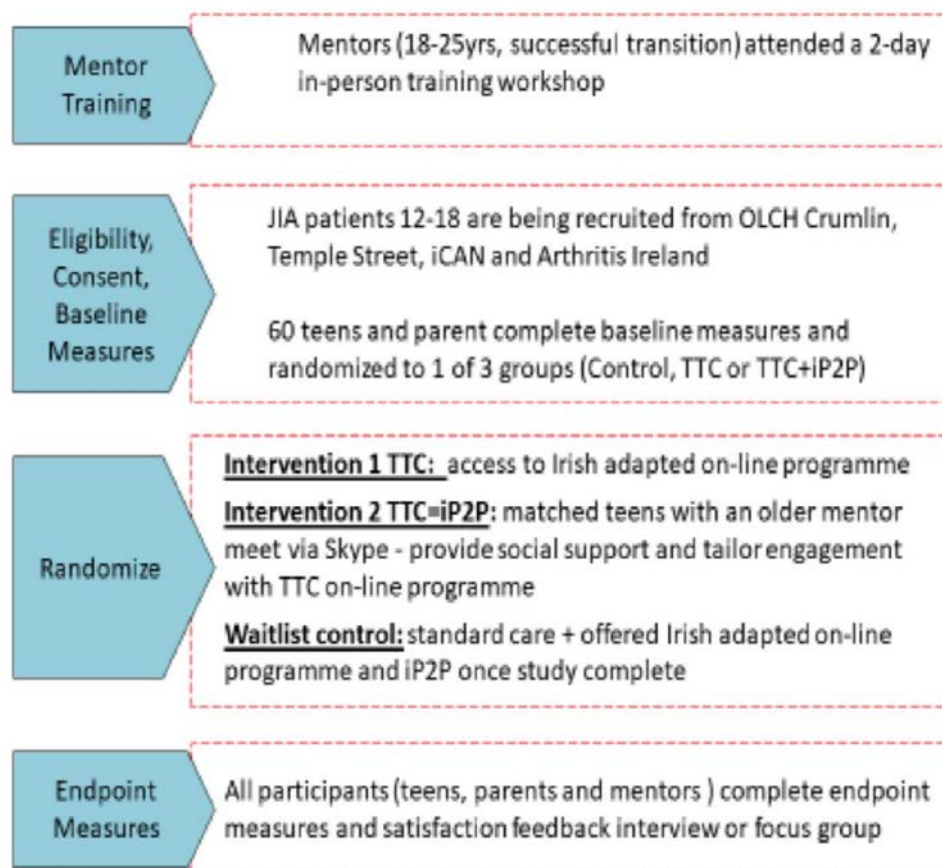 Mentor
Training
Mentors (18-25yrs, successful transition) attended a 2-day
in-person training workshop
Eligibility,
Consent,
Baseline
Measures
JIA patients 12-18 are being recruited from OLCH Crumlin,
Temple Street, iCAN and Arthritis Ireland
60 teens and parent complete baseline measures and
randomized to 1 of 3 groups (Control, TTC or TTC+iP2P)
Randomize
Intervention 1 TTC: access to Irish adapted on-line programme
Intervention 2 TTC=iP2P: matched teens with an older mentor
meet via Skype - provide social support and tailor engagement
with TTC on-line programme
Waitlist control: standard care + offered Irish adapted on-line
programme and iP2P once study complete
Endpoint
Measures
All participants (teens, parents and mentors ) complete endpoint
measures and satisfaction feedback interview or focus group